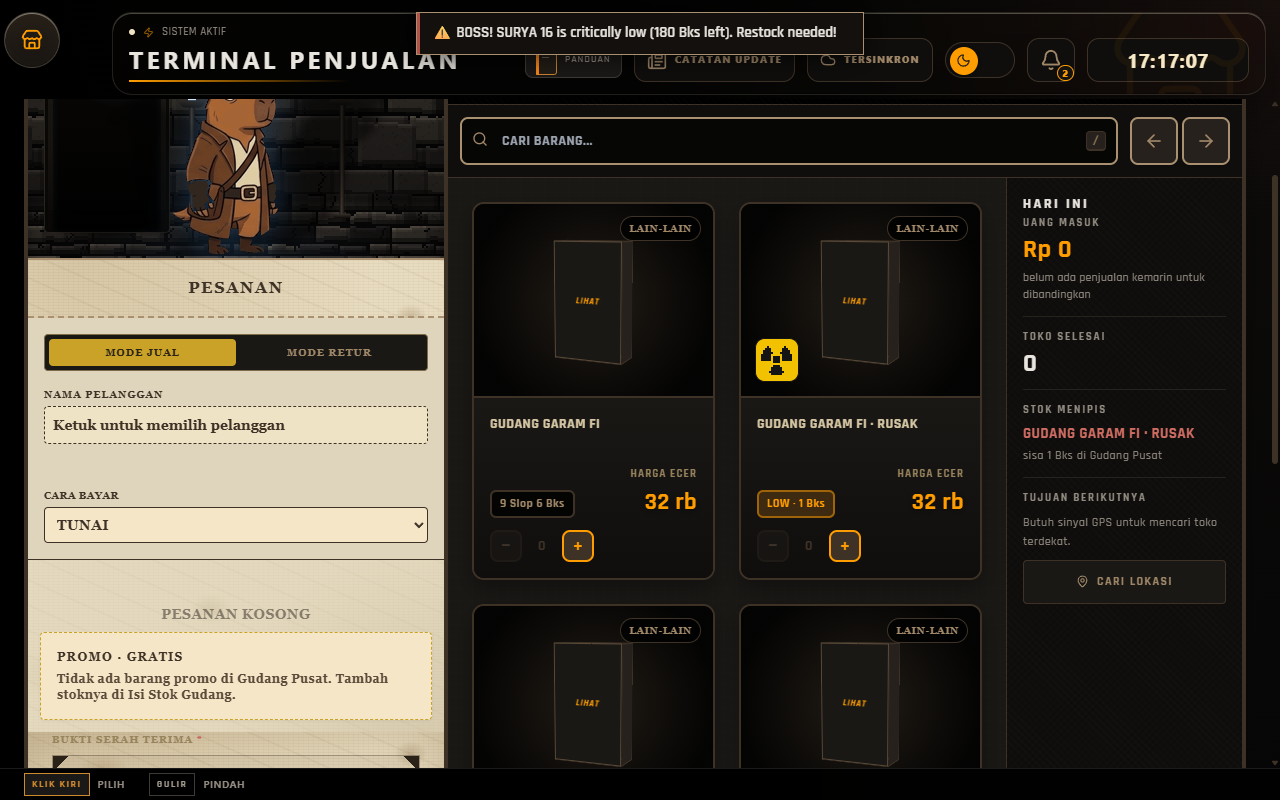 SISTEM AKTIF
TERMINAL PENJUALAN
BOSS! SURYA 16 is critically low (180 Bks left). Restock needed!
PANDUAN
CATATAN UPDATE
TERSINKRON
2
17:17:07
CARI BARANG...
/
PESANAN
MODE JUAL
MODE RETUR
NAMA PELANGGAN
Ketuk untuk memilih pelanggan
CARA BAYAR
TUNAI
PESANAN KOSONG
PROMO · GRATIS
Tidak ada barang promo di Gudang Pusat. Tambah
stoknya di Isi Stok Gudang.
BUKTI SERAH TERIMA *
LAIN-LAIN
LIHAT
GUDANG GARAM FI
HARGA ECER
9 Slop 6 Bks
32 rb
− 0 +
LAIN-LAIN
LIHAT
GUDANG GARAM FI · RUSAK
HARGA ECER
LOW · 1 Bks
32 rb
− 0 +
LAIN-LAIN
LIHAT
LAIN-LAIN
LIHAT
HARI INI
UANG MASUK
Rp 0
belum ada penjualan kemarin untuk
dibandingkan
TOKO SELESAI
0
STOK MENIPIS
GUDANG GARAM FI · RUSAK
sisa 1 Bks di Gudang Pusat
TUJUAN BERIKUTNYA
Butuh sinyal GPS untuk mencari toko
terdekat.
CARI LOKASI
KLIK KIRI PILIH GULIR PINDAH